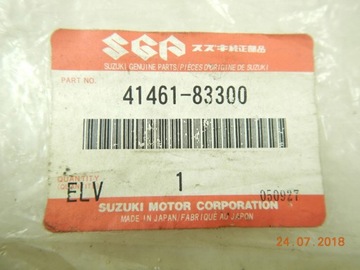 SGP スズキ純正部品
SUZUKI GENUINE PARTS/PIÈCES D'ORIGINE DE SUZUKI
PART NO. 41461-83300
QUANTITY
(QUANTITÉ)
ELV 1 050927
SUZUKI MOTOR CORPORATION
MADE IN JAPAN/FABRIQUÉ AU JAPON
24.07.2018